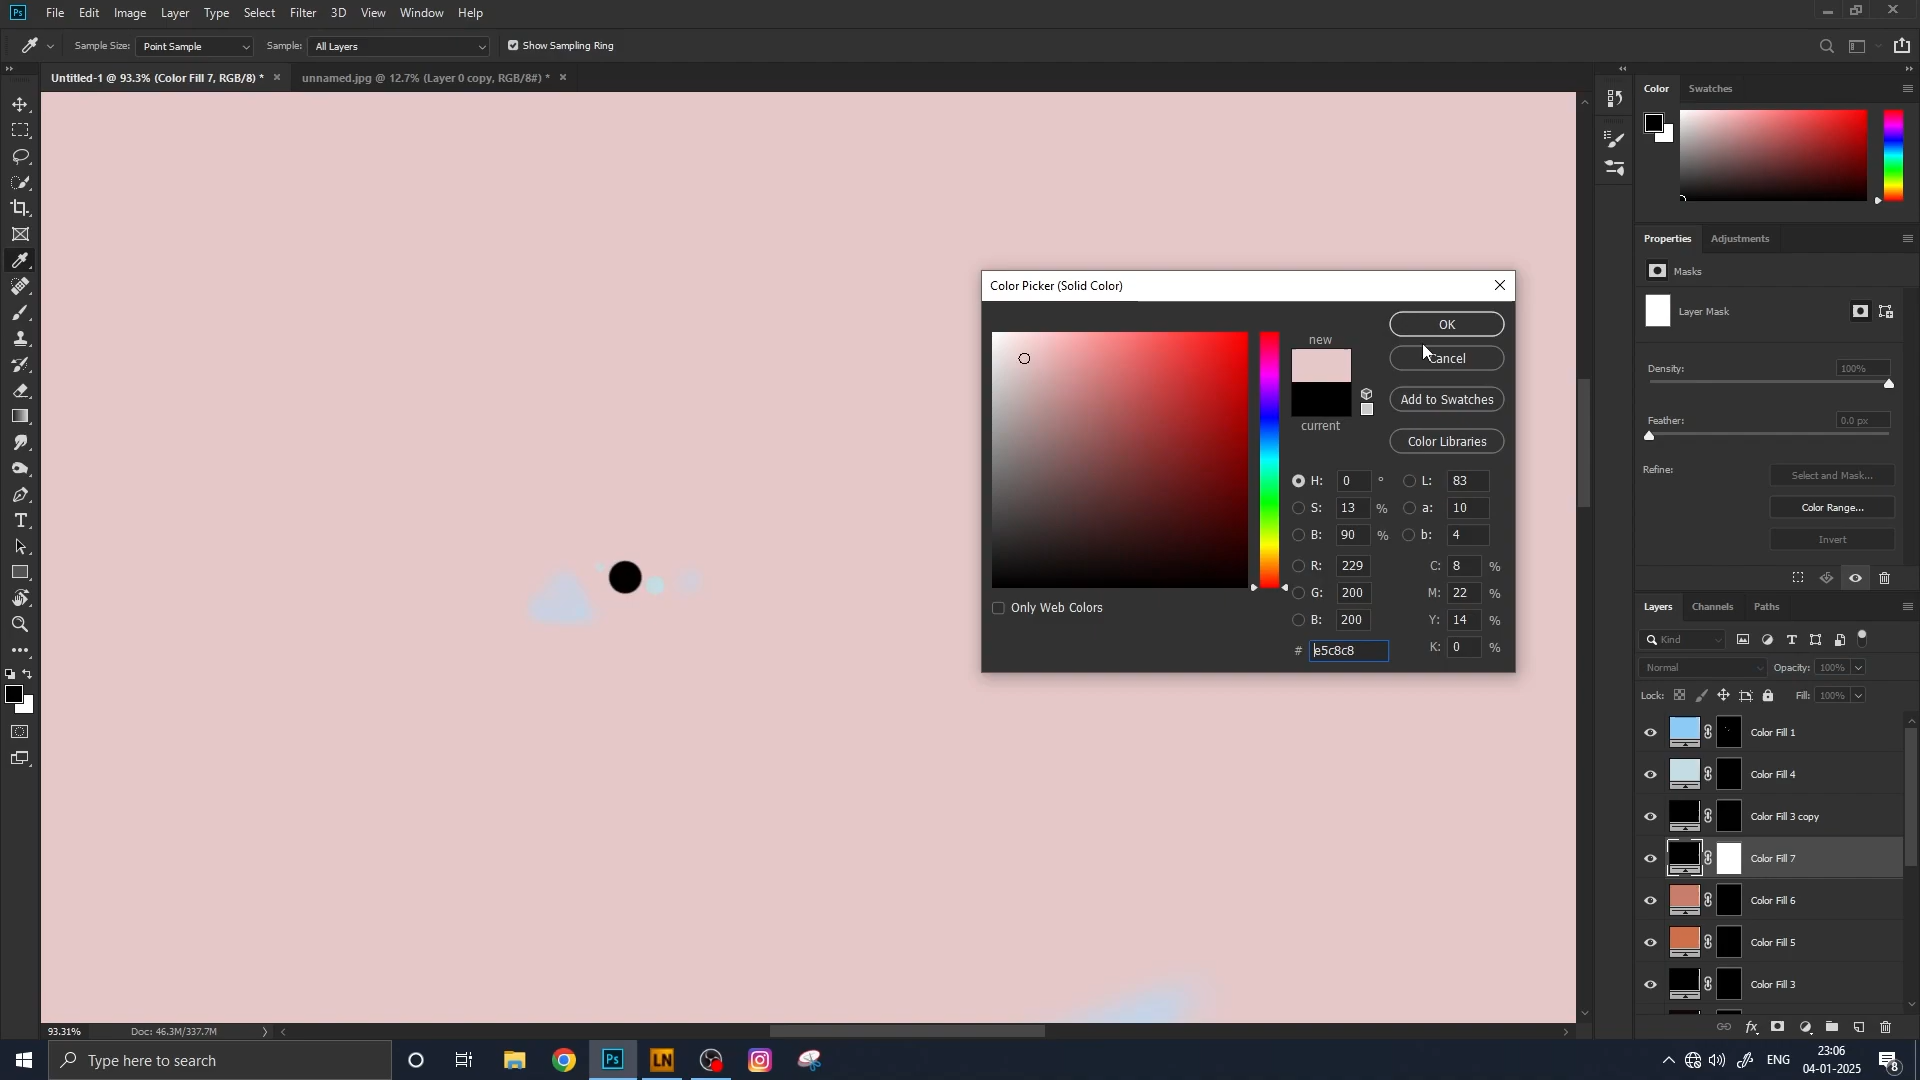 Ps File Edit Image Layer Type Select Filter 3D View Window Help
Sample Size: Point Sample Sample: All Layers Show Sampling Ring
Untitled-1 @ 93.3% (Color Fill 7, RGB/8) * unnamed.jpg @ 12.7% (Layer 0 copy, RGB/8#) *
Color Swatches
Properties Adjustments
Masks
Layer Mask
Density: 100%
Feather: 0.0 px
Refine: Select and Mask...
Color Range...
Invert
Color Picker (Solid Color)
new
current
OK
Cancel
Add to Swatches
Color Libraries
H: 0 ° L: 83
S: 13 % a: 10
B: 90 % b: 4
R: 229 C: 8 %
G: 200 M: 22 %
B: 200 Y: 14 %
# e5c8c8 K: 0 %
Only Web Colors
Layers Channels Paths
Kind
Normal Opacity: 100%
Lock: Fill: 100%
Color Fill 1
Color Fill 4
Color Fill 3 copy
Color Fill 7
Color Fill 6
Color Fill 5
Color Fill 3
93.31% Doc: 46.3M/337.7M
Type here to search
Ps LN
ENG
23:06
04-01-2025
8